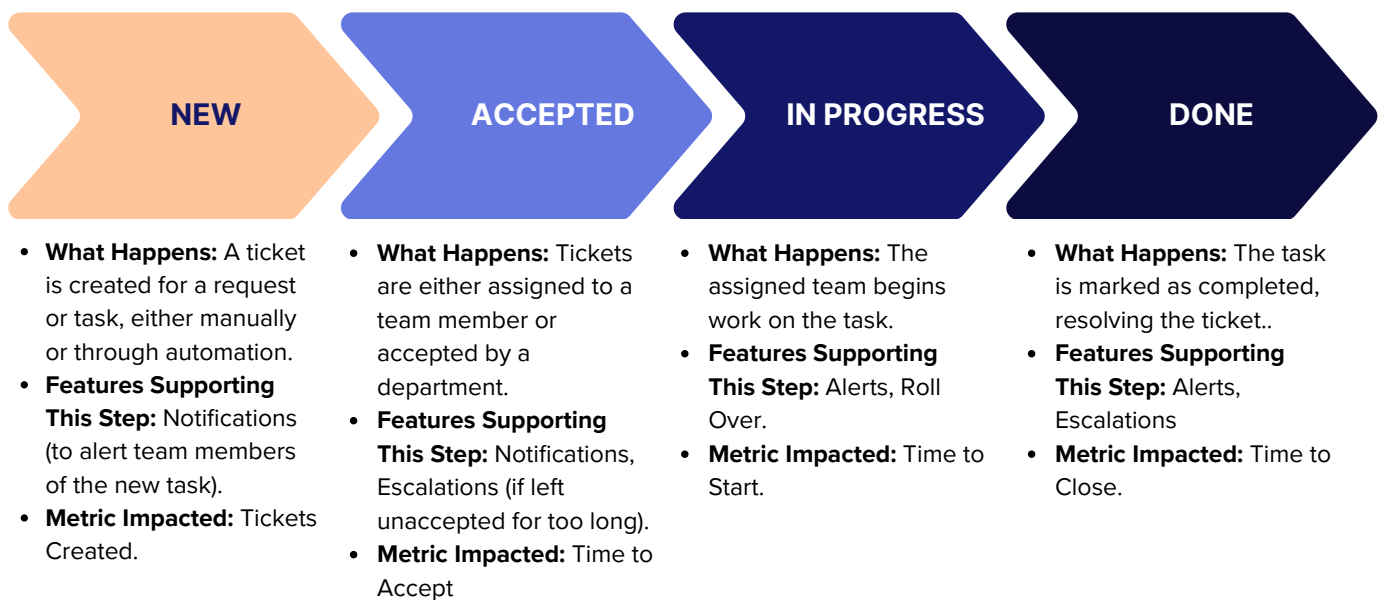 NEW
• What Happens: A ticket
is created for a request
or task, either manually
or through automation.
• Features Supporting
This Step: Notifications
(to alert team members
of the new task).
• Metric Impacted: Tickets
Created.
ACCEPTED
• What Happens: Tickets
are either assigned to a
team member or
accepted by a
department.
• Features Supporting
This Step: Notifications,
Escalations (if left
unaccepted for too long).
• Metric Impacted: Time to
Accept
IN PROGRESS
• What Happens: The
assigned team begins
work on the task.
• Features Supporting
This Step: Alerts, Roll
Over.
• Metric Impacted: Time to
Start.
DONE
• What Happens: The task
is marked as completed,
resolving the ticket..
• Features Supporting
This Step: Alerts,
Escalations
• Metric Impacted: Time to
Close.